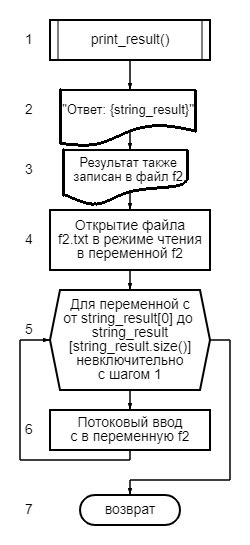 1
print_result()
2
"Ответ: {string_result}"
3
Результат также
записан в файл f2
4
Открытие файла
f2.txt в режиме чтения
в переменной f2
5
Для переменной c
от string_result[0] до
string_result
[string_result.size()]
невключительно
с шагом 1
6
Потоковый ввод
c в переменную f2
7
возврат